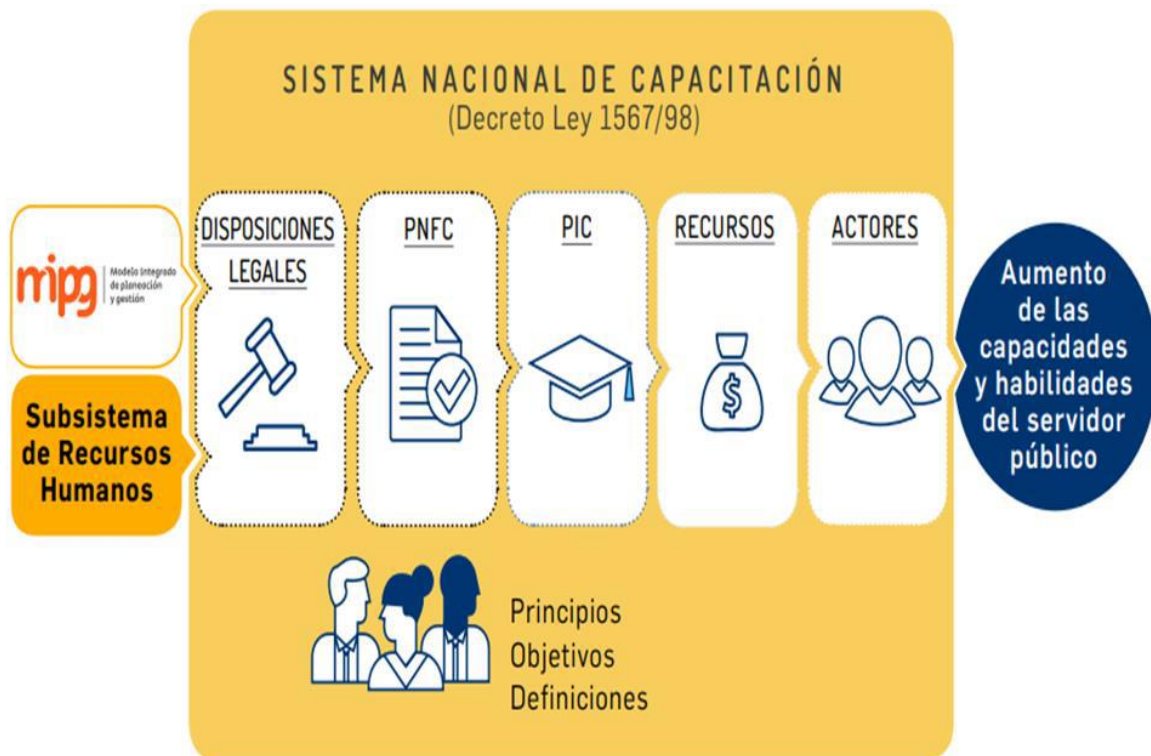 SISTEMA NACIONAL DE CAPACITACIÓN
(Decreto Ley 1567/98)
mipg
Modelo Integrado
de planeación
y gestión
Subsistema
de Recursos
Humanos
DISPOSICIONES
LEGALES
PNFC
PIC
RECURSOS
$
ACTORES
Aumento
de las
capacidades
y habilidades
del servidor
público
Principios
Objetivos
Definiciones